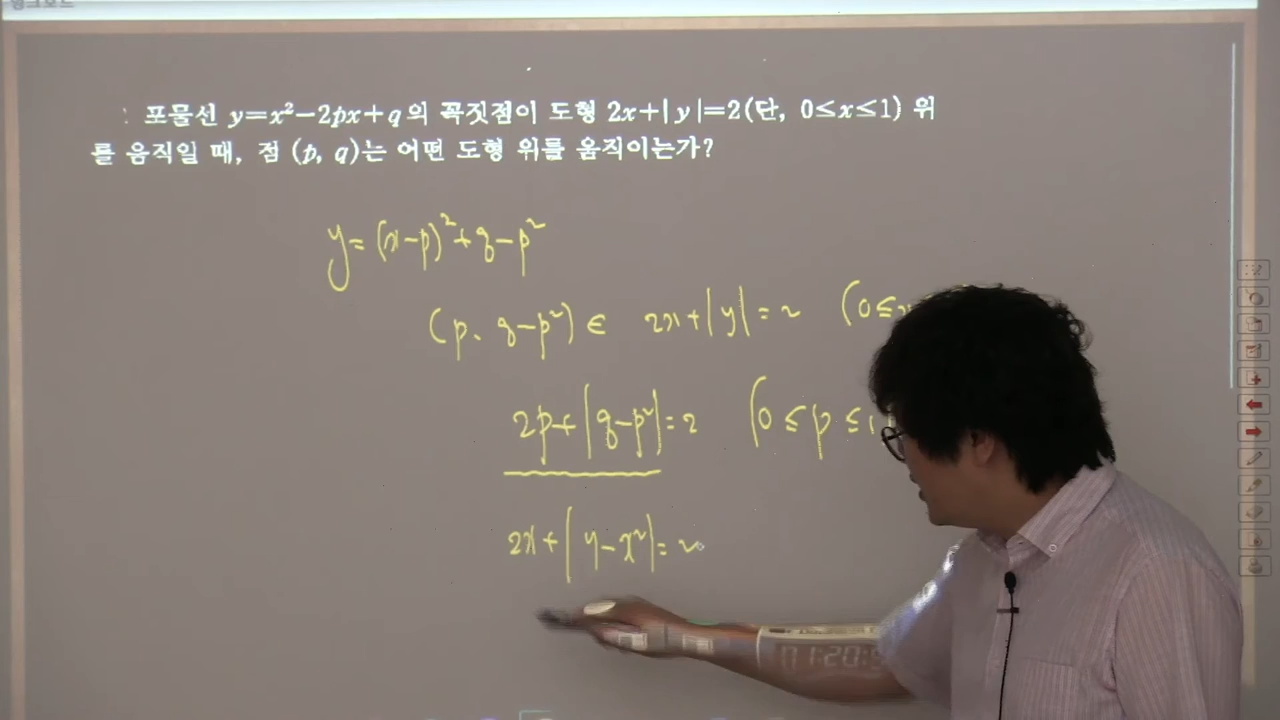 : 포물선 y=x²−2px+q의 꼭짓점이 도형 2x+|y|=2(단, 0≤x≤1) 위
를 움직일 때, 점 (p, q)는 어떤 도형 위를 움직이는가?
y=(x−p)²+q−p²
(p, q−p²) ∈ 2x+|y|=2 (0≤x
2p+|q−p²|=2 (0≤p≤1
2x+|y−x²|=2